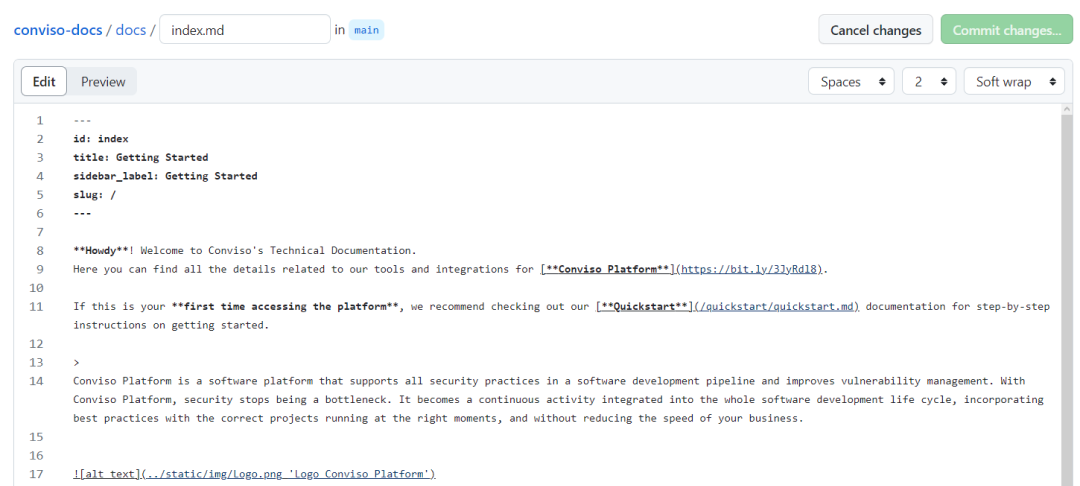 conviso-docs / docs / index.md in main Cancel changes Commit changes...
Edit Preview Spaces 2 Soft wrap
1 ---
2 id: index
3 title: Getting Started
4 sidebar_label: Getting Started
5 slug: /
6 ---
7
8 **Howdy**! Welcome to Conviso's Technical Documentation.
9 Here you can find all the details related to our tools and integrations for [**Conviso Platform**](https://bit.ly/3JyRdl8).
10
11 If this is your **first time accessing the platform**, we recommend checking out our [**Quickstart**](/quickstart/quickstart.md) documentation for step-by-step
instructions on getting started.
12
13 >
14 Conviso Platform is a software platform that supports all security practices in a software development pipeline and improves vulnerability management. With
Conviso Platform, security stops being a bottleneck. It becomes a continuous activity integrated into the whole software development life cycle, incorporating
best practices with the correct projects running at the right moments, and without reducing the speed of your business.
15
16
17 ![alt text](../static/img/Logo.png 'Logo Conviso Platform')